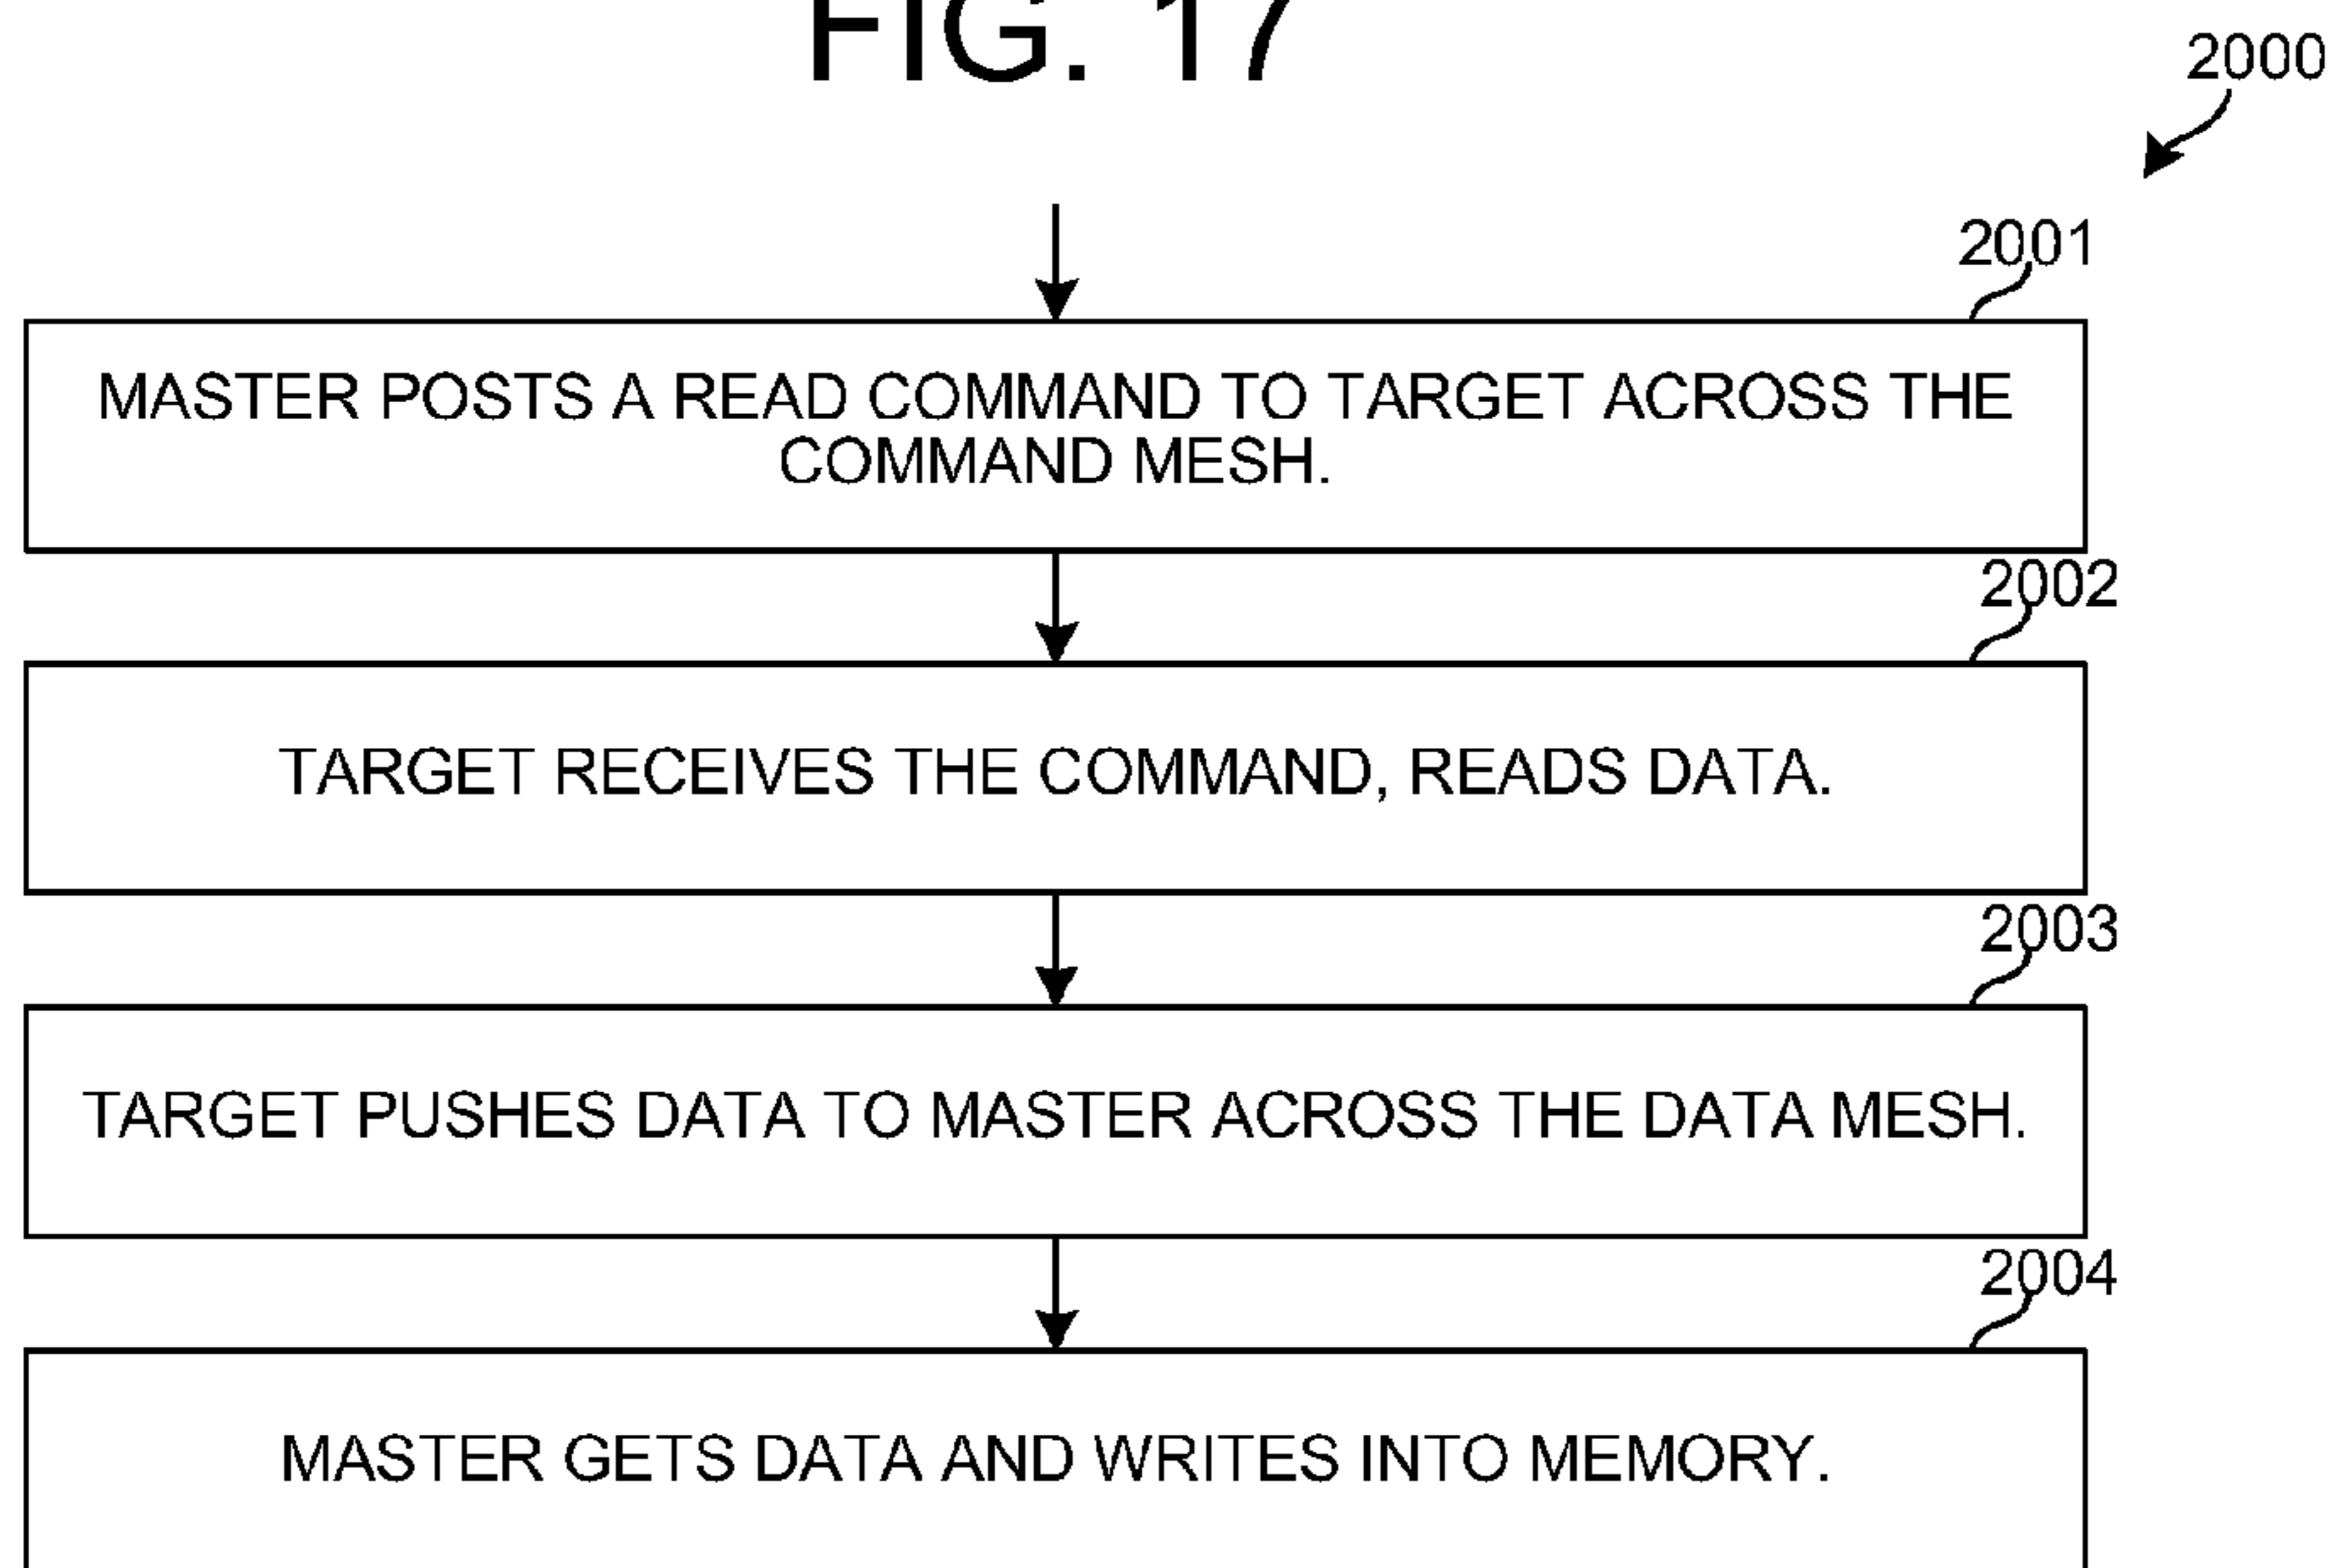 FIG. 17
2000
2001
MASTER POSTS A READ COMMAND TO TARGET ACROSS THE
COMMAND MESH.
2002
TARGET RECEIVES THE COMMAND, READS DATA.
2003
TARGET PUSHES DATA TO MASTER ACROSS THE DATA MESH.
2004
MASTER GETS DATA AND WRITES INTO MEMORY.